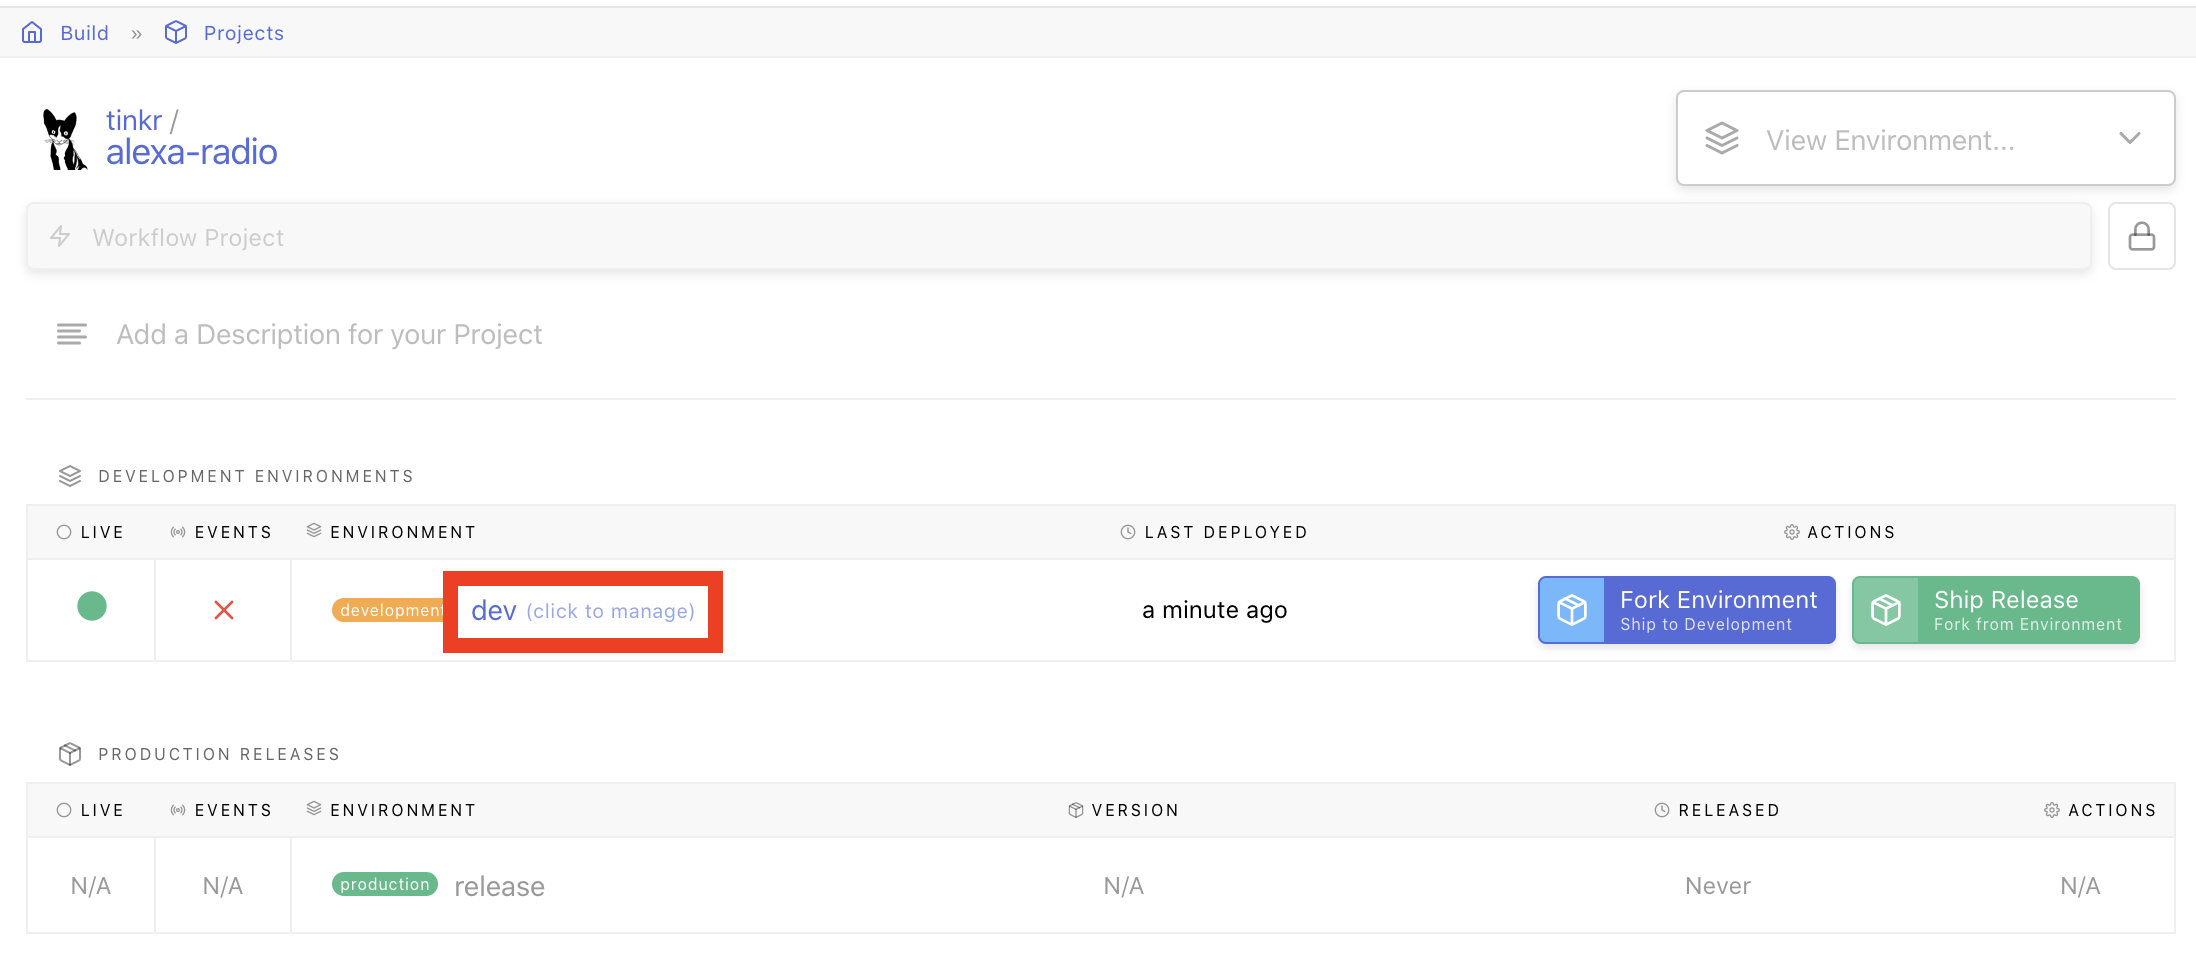 Build » Projects
tinkr /
alexa-radio
View Environment...
Workflow Project
Add a Description for your Project
DEVELOPMENT ENVIRONMENTS
LIVE EVENTS ENVIRONMENT LAST DEPLOYED ACTIONS
development dev (click to manage) a minute ago
Fork Environment
Ship to Development
Ship Release
Fork from Environment
PRODUCTION RELEASES
LIVE EVENTS ENVIRONMENT VERSION RELEASED ACTIONS
N/A N/A production release N/A Never N/A